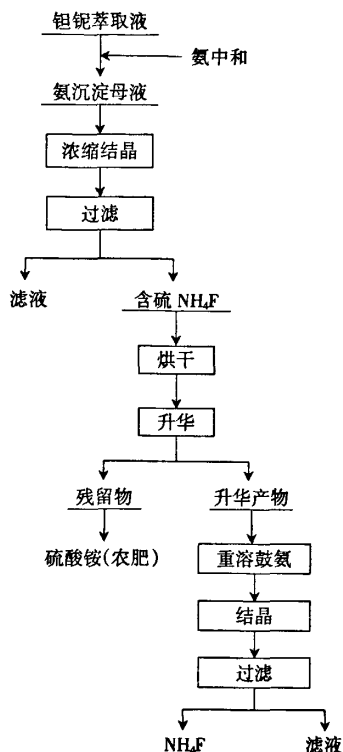 钽铌萃取液
氨中和
氨沉淀母液
浓缩结晶
过滤
滤液
含硫 NH₄F
烘干
升华
残留物
升华产物
硫酸铵(农肥)
重溶鼓氨
结晶
过滤
NH₄F
滤液